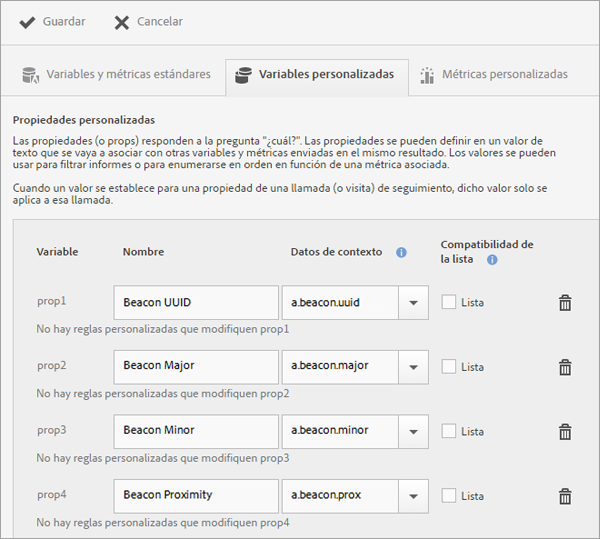 Guardar Cancelar
Variables y métricas estándares Variables personalizadas Métricas personalizadas
Propiedades personalizadas
Las propiedades (o props) responden a la pregunta "¿cuál?". Las propiedades se pueden definir en un valor de
texto que se vaya a asociar con otras variables y métricas enviadas en el mismo resultado. Los valores se pueden
usar para filtrar informes o para enumerarse en orden en función de una métrica asociada.
Cuando un valor se establece para una propiedad de una llamada (o visita) de seguimiento, dicho valor solo se
aplica a esa llamada.
Variable Nombre Datos de contexto Compatibilidad de
la lista
prop1 Beacon UUID a.beacon.uuid Lista
No hay reglas personalizadas que modifiquen prop1
prop2 Beacon Major a.beacon.major Lista
No hay reglas personalizadas que modifiquen prop2
prop3 Beacon Minor a.beacon.minor Lista
No hay reglas personalizadas que modifiquen prop3
prop4 Beacon Proximity a.beacon.prox Lista
No hay reglas personalizadas que modifiquen prop4